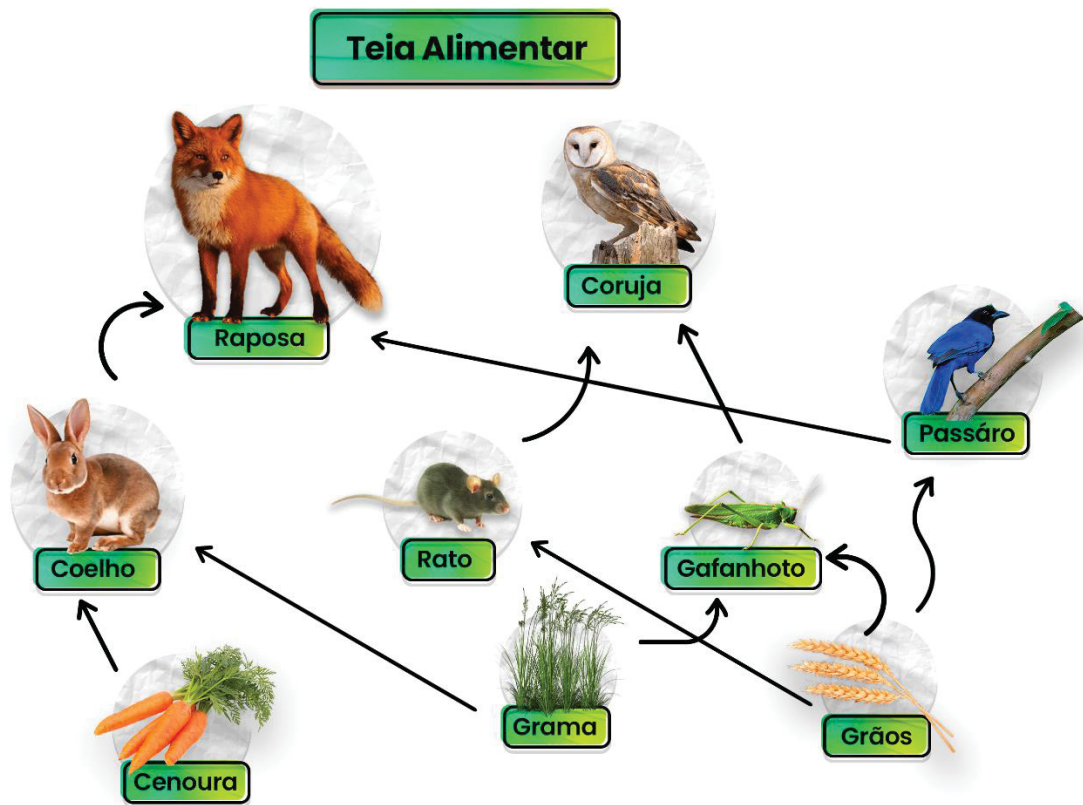 Teia Alimentar
Raposa
Coruja
Passáro
Coelho
Rato
Gafanhoto
Cenoura
Grama
Grãos